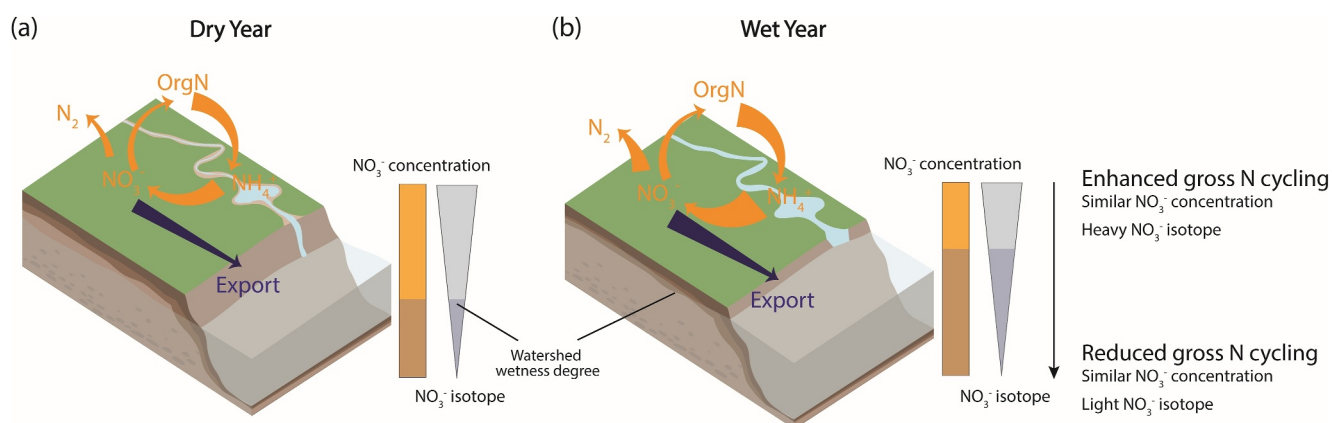 (a)
Dry Year
OrgN
N₂
NO₃⁻
NH₄⁺
Export
NO₃⁻ concentration
NO₃⁻ isotope
Watershed
wetness degree
(b)
Wet Year
OrgN
N₂
NO₃⁻
NH₄⁺
Export
NO₃⁻ concentration
NO₃⁻ isotope
Enhanced gross N cycling
Similar NO₃⁻ concentration
Heavy NO₃⁻ isotope
Reduced gross N cycling
Similar NO₃⁻ concentration
Light NO₃⁻ isotope